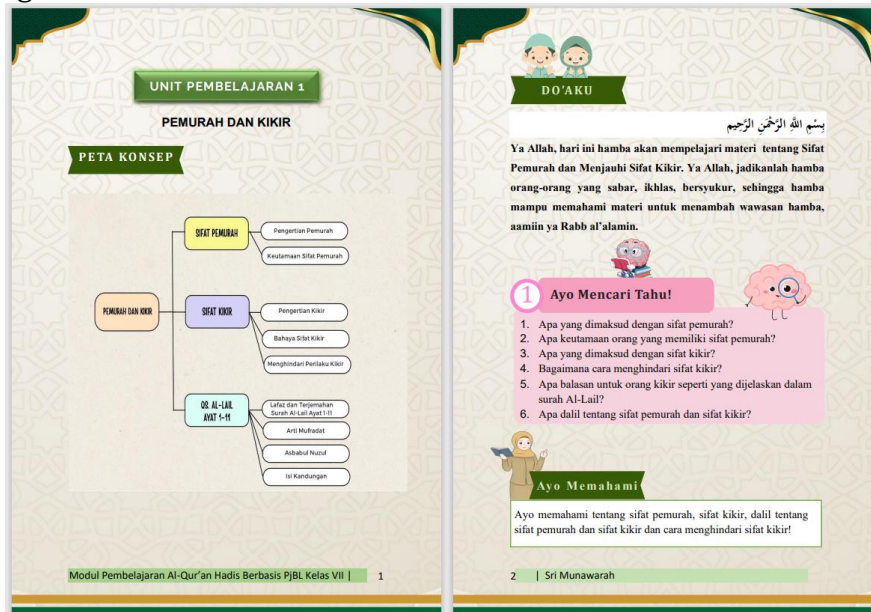 UNIT PEMBELAJARAN 1
PEMURAH DAN KIKIR
PETA KONSEP
PEMURAH DAN KIKIR
SIFAT PEMURAH
Pengertian Pemurah
Keutamaan Sifat Pemurah
SIFAT KIKIR
Pengertian Kikir
Bahaya Sifat Kikir
Menghindari Perilaku Kikir
QS. AL-LAIL
AYAT 1-11
Lafaz dan Terjemahan
Surah Al-Lail Ayat 1-11
Arti Mufradat
Asbabul Nuzul
Isi Kandungan
Modul Pembelajaran Al-Qur'an Hadis Berbasis PjBL Kelas VII | 1
DO'AKU
بِسْمِ اللَّهِ الرَّحْمَنِ الرَّحِيم
Ya Allah, hari ini hamba akan mempelajari materi tentang Sifat
Pemurah dan Menjauhi Sifat Kikir. Ya Allah, jadikanlah hamba
orang-orang yang sabar, ikhlas, bersyukur, sehingga hamba
mampu memahami materi untuk menambah wawasan hamba,
aamiin ya Rabb al'alamin.
1 Ayo Mencari Tahu!
1. Apa yang dimaksud dengan sifat pemurah?
2. Apa keutamaan orang yang memiliki sifat pemurah?
3. Apa yang dimaksud dengan sifat kikir?
4. Bagaimana cara menghindari sifat kikir?
5. Apa balasan untuk orang kikir seperti yang dijelaskan dalam
surah Al-Lail?
6. Apa dalil tentang sifat pemurah dan sifat kikir?
Ayo Memahami
Ayo memahami tentang sifat pemurah, sifat kikir, dalil tentang
sifat pemurah dan sifat kikir dan cara menghindari sifat kikir!
2 | Sri Munawarah